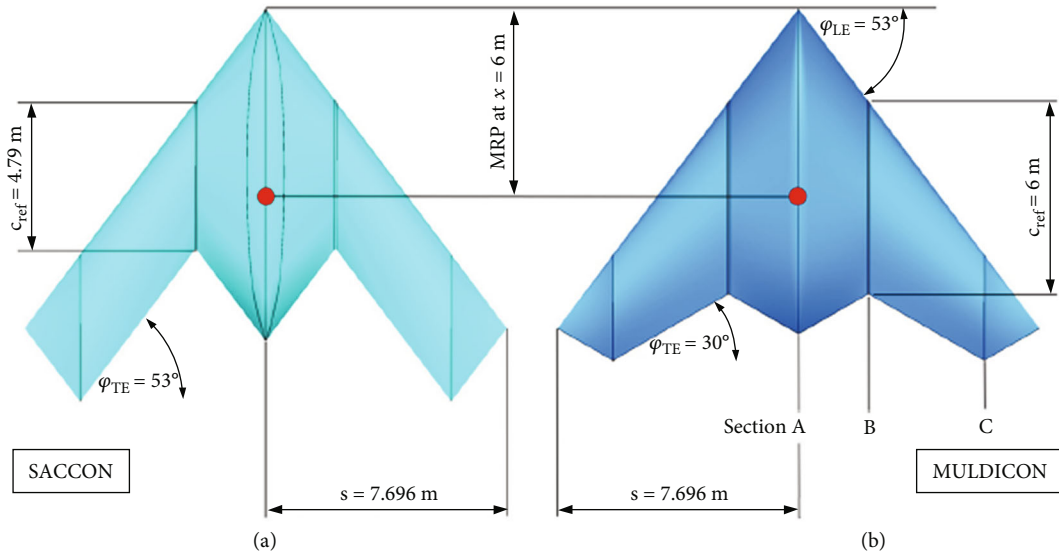 φLE = 53°
MRP at x = 6 m
cref = 4.79 m
cref = 6 m
φTE = 53°
φTE = 30°
Section A
B
C
SACCON
MULDICON
s = 7.696 m
s = 7.696 m
(a)
(b)